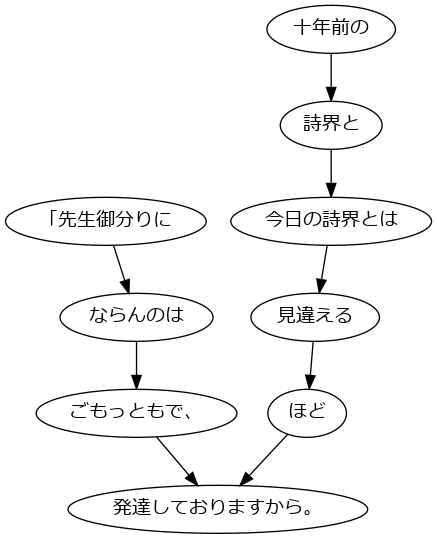 十年前の
詩界と
「先生御分りに
今日の詩界とは
ならんのは
見違える
ごもっともで、
ほど
発達しておりますから。